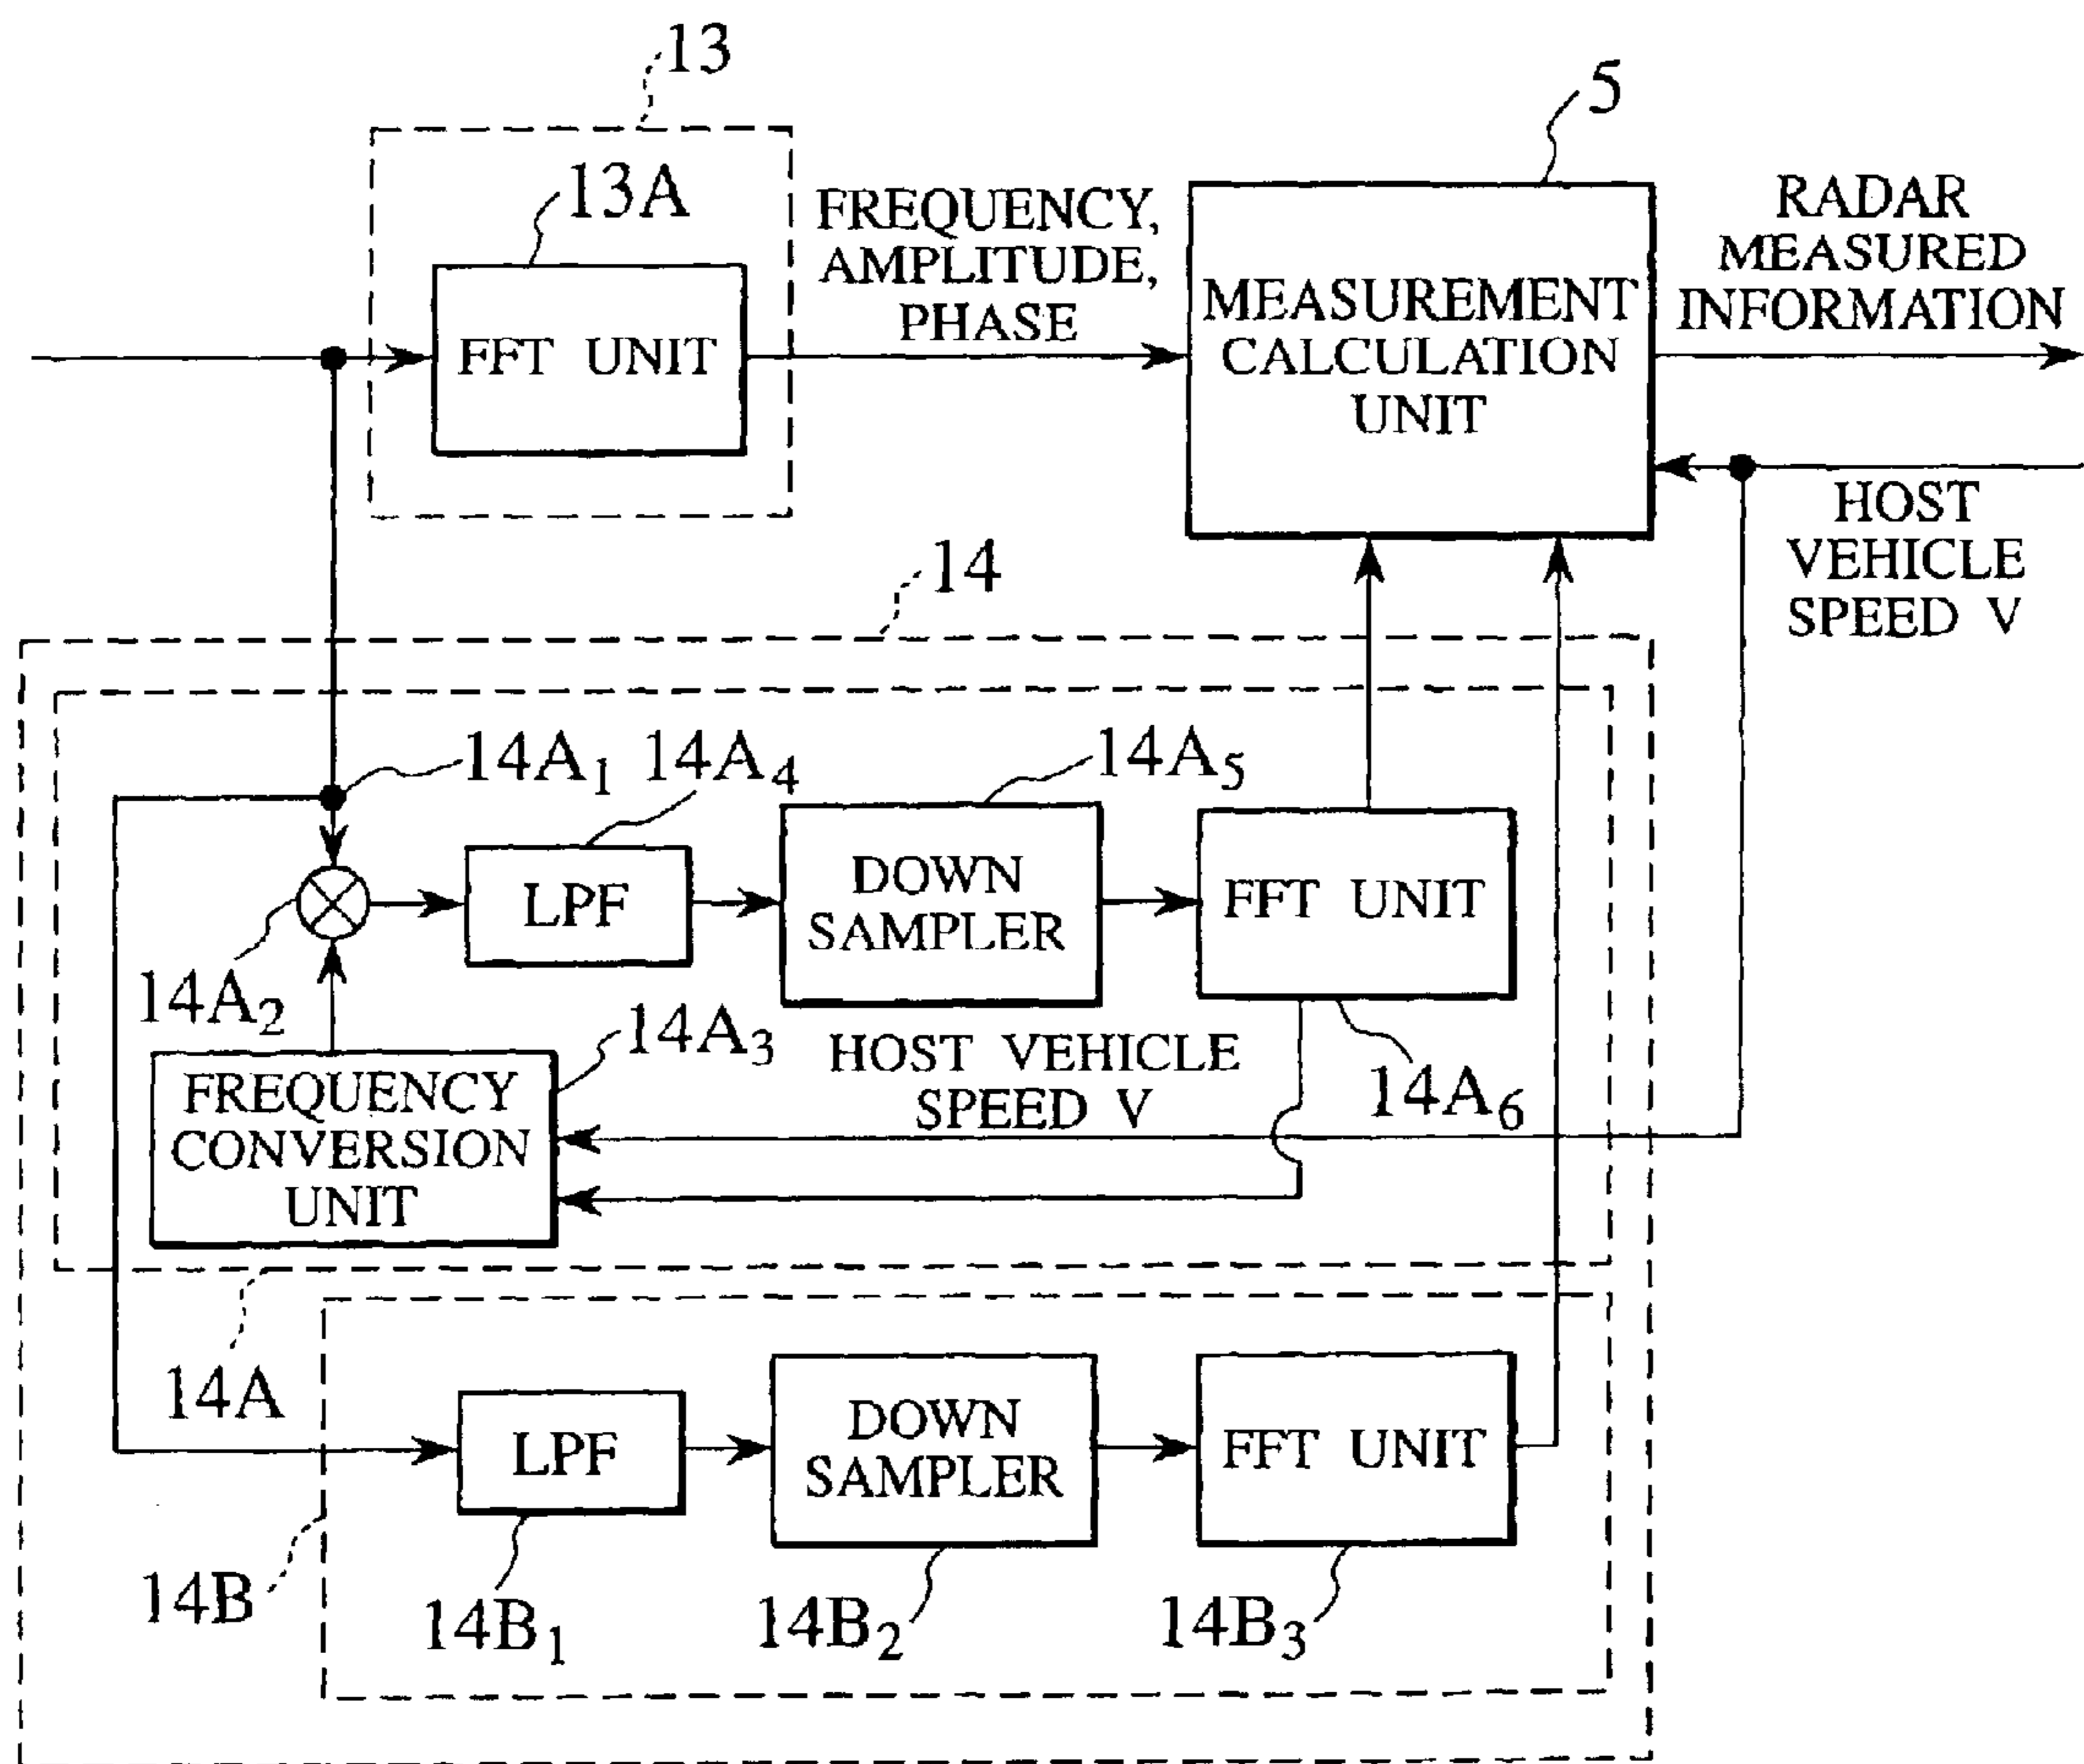 13
5
13A
FFT UNIT
FREQUENCY,
AMPLITUDE,
PHASE
MEASUREMENT
CALCULATION
UNIT
RADAR
MEASURED
INFORMATION
HOST
VEHICLE
SPEED V
14
14A1
14A4
14A5
LPF
DOWN
SAMPLER
FFT UNIT
14A2
14A3
HOST VEHICLE
SPEED V
14A6
FREQUENCY
CONVERSION
UNIT
14A
LPF
DOWN
SAMPLER
FFT UNIT
14B
14B1
14B2
14B3